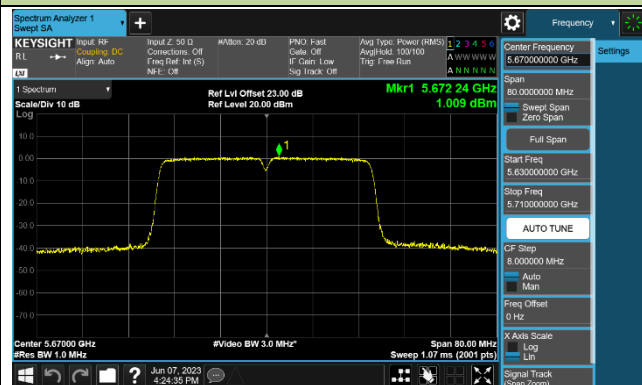 Spectrum Analyzer 1
Swept SA
Frequency
KEYSIGHT
RL
LXI
Input: RF
Coupling: DC
Align: Auto
Input Z: 50 Ω
Corrections: Off
Freq Ref: Int (S)
NFE: Off
#Atten: 20 dB
PNO: Fast
Gate: Off
IF Gain: Low
Sig Track: Off
Avg Type: Power (RMS)
Avg|Hold: 100/100
Trig: Free Run
1 2 3 4 5 6
A W W W W W
A N N N N N
1 Spectrum
Scale/Div 10 dB
Log
Ref Lvl Offset 23.00 dB
Ref Level 20.00 dBm
Mkr1 5.672 24 GHz
1.009 dBm
1
10.0
0.00
-10.0
-20.0
-30.0
-40.0
-50.0
-60.0
-70.0
Center 5.67000 GHz
#Res BW 1.0 MHz
#Video BW 3.0 MHz*
Span 80.00 MHz
Sweep 1.07 ms (2001 pts)
Center Frequency
5.670000000 GHz
Settings
Span
80.0000000 MHz
Swept Span
Zero Span
Full Span
Start Freq
5.630000000 GHz
Stop Freq
5.710000000 GHz
AUTO TUNE
CF Step
8.000000 MHz
Auto
Man
Freq Offset
0 Hz
X Axis Scale
Log
Lin
Signal Track
(Span Zoom)
Jun 07, 2023
4:24:35 PM